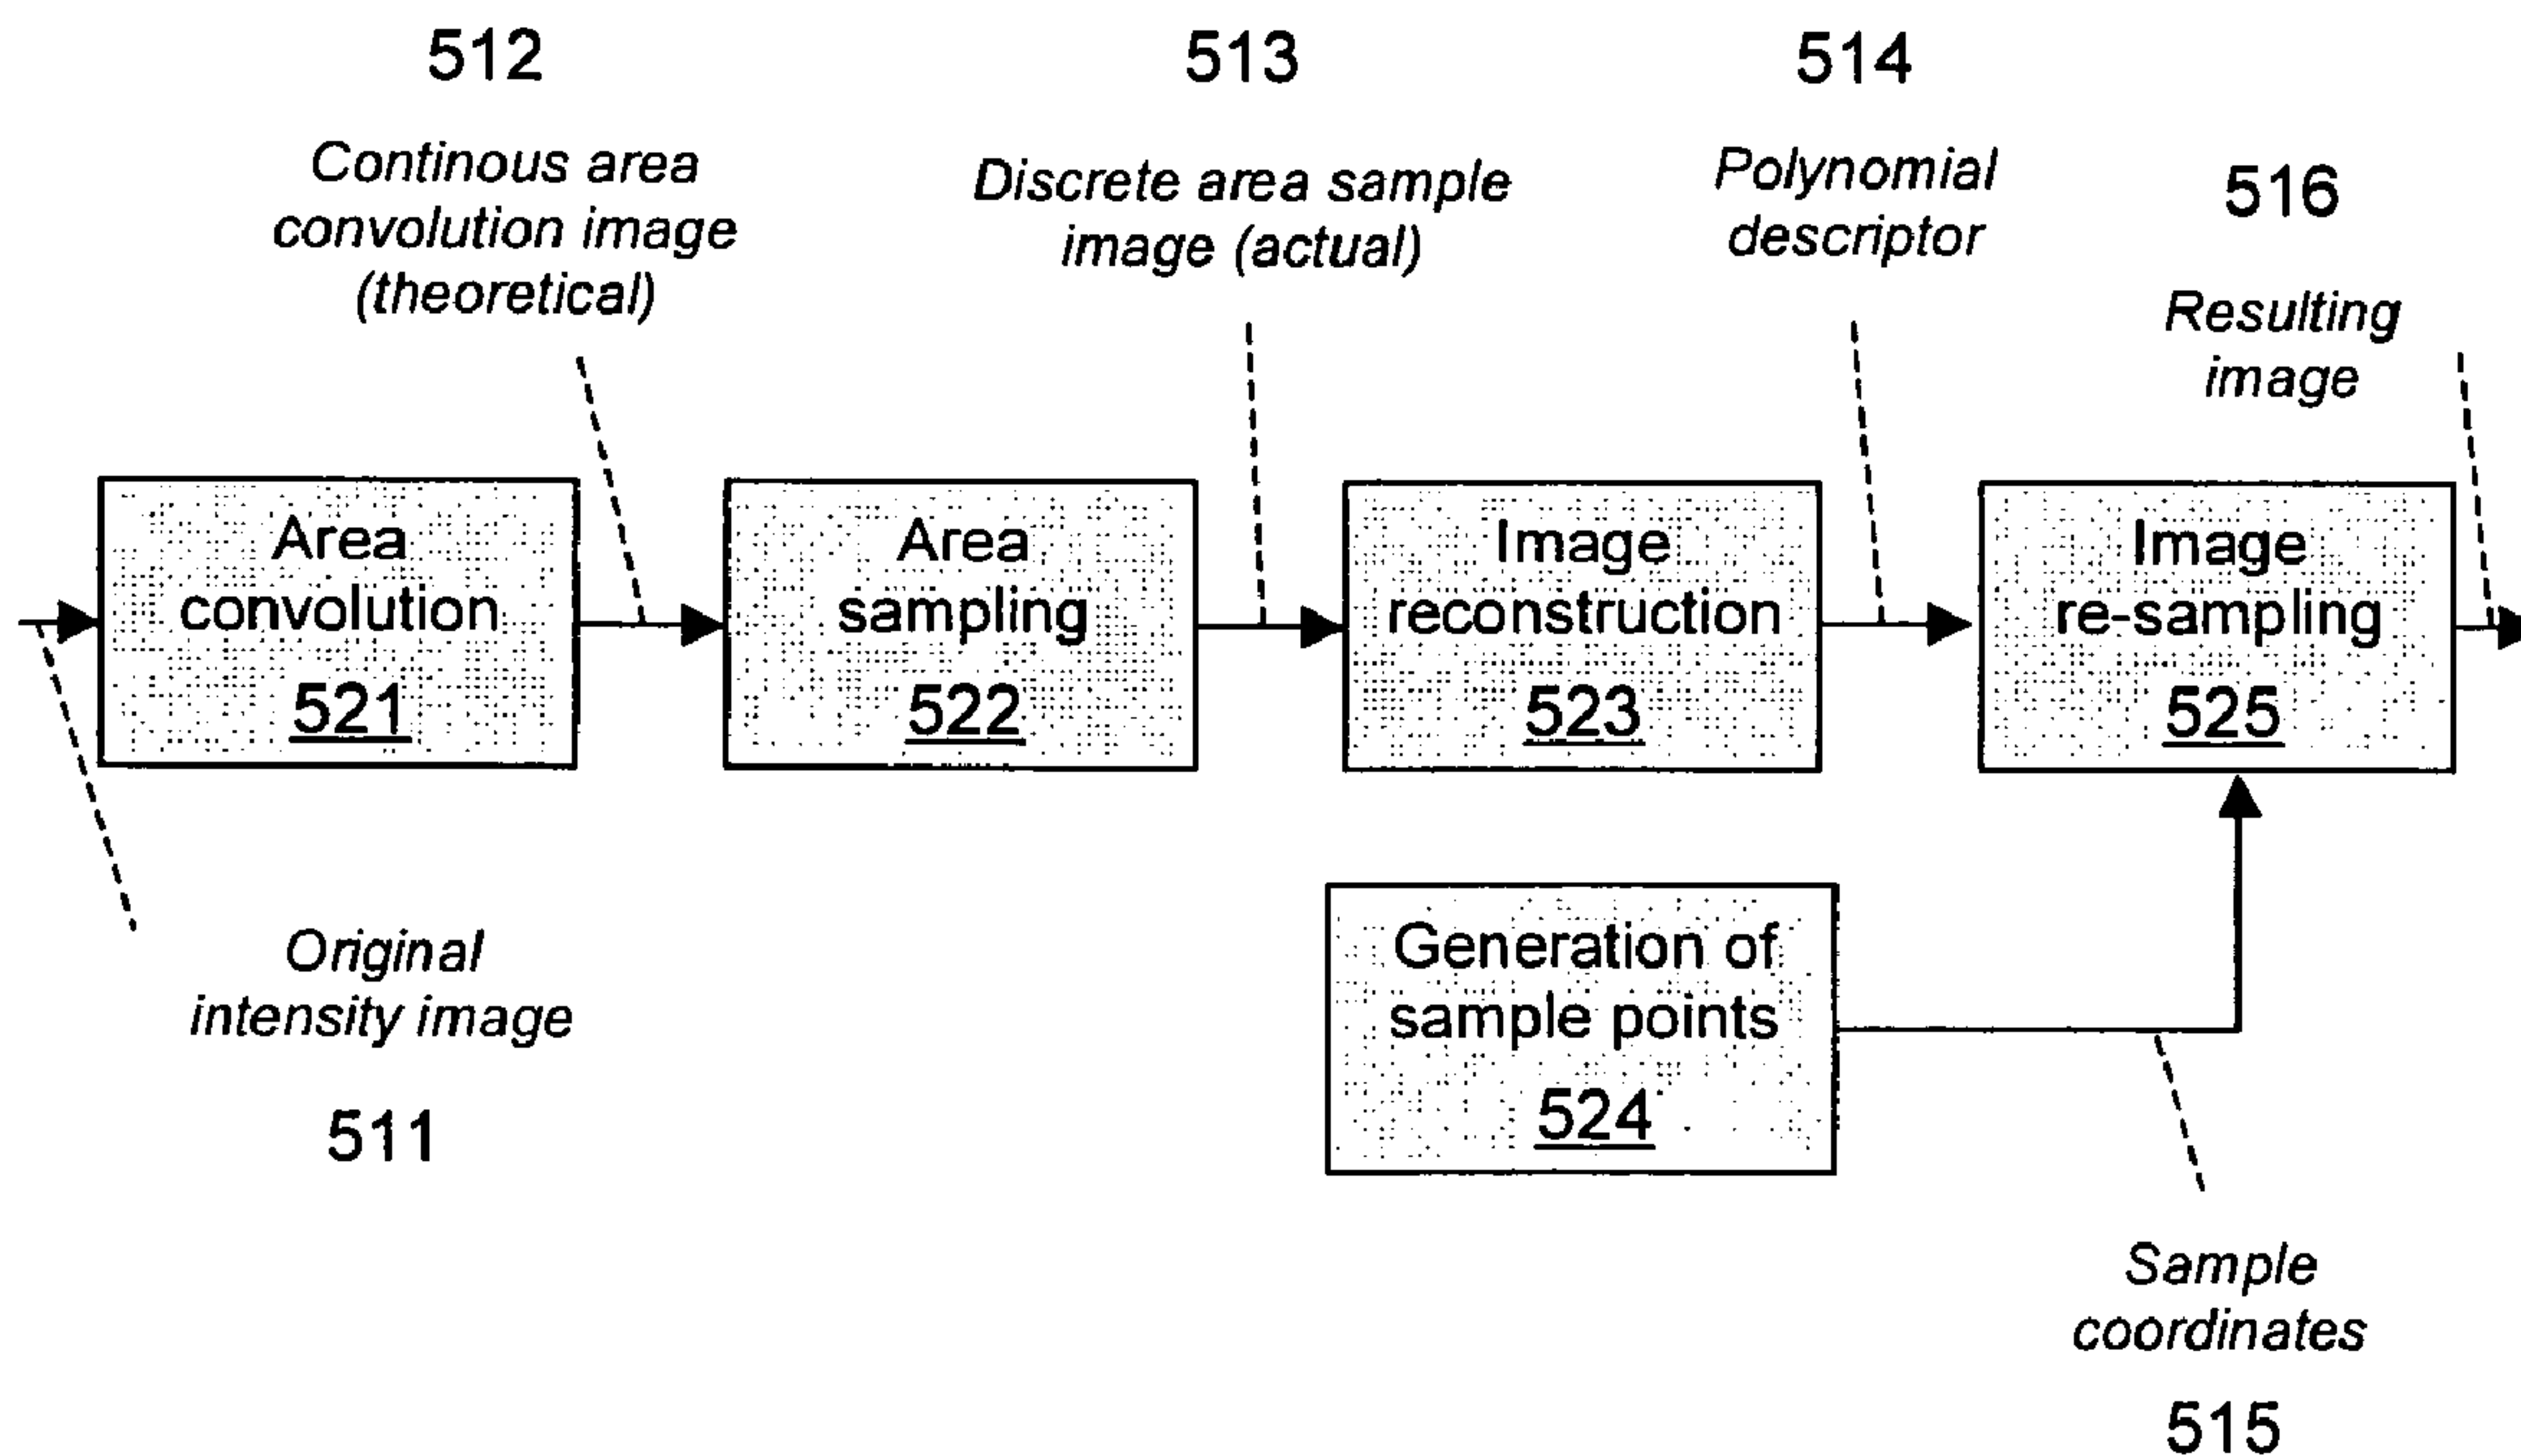 512
Continous area
convolution image
(theoretical)
513
Discrete area sample
image (actual)
514
Polynomial
descriptor
516
Resulting
image
Area
convolution
521
Area
sampling
522
Image
reconstruction
523
Image
re-sampling
525
Original
intensity image
511
Generation of
sample points
524
Sample
coordinates
515